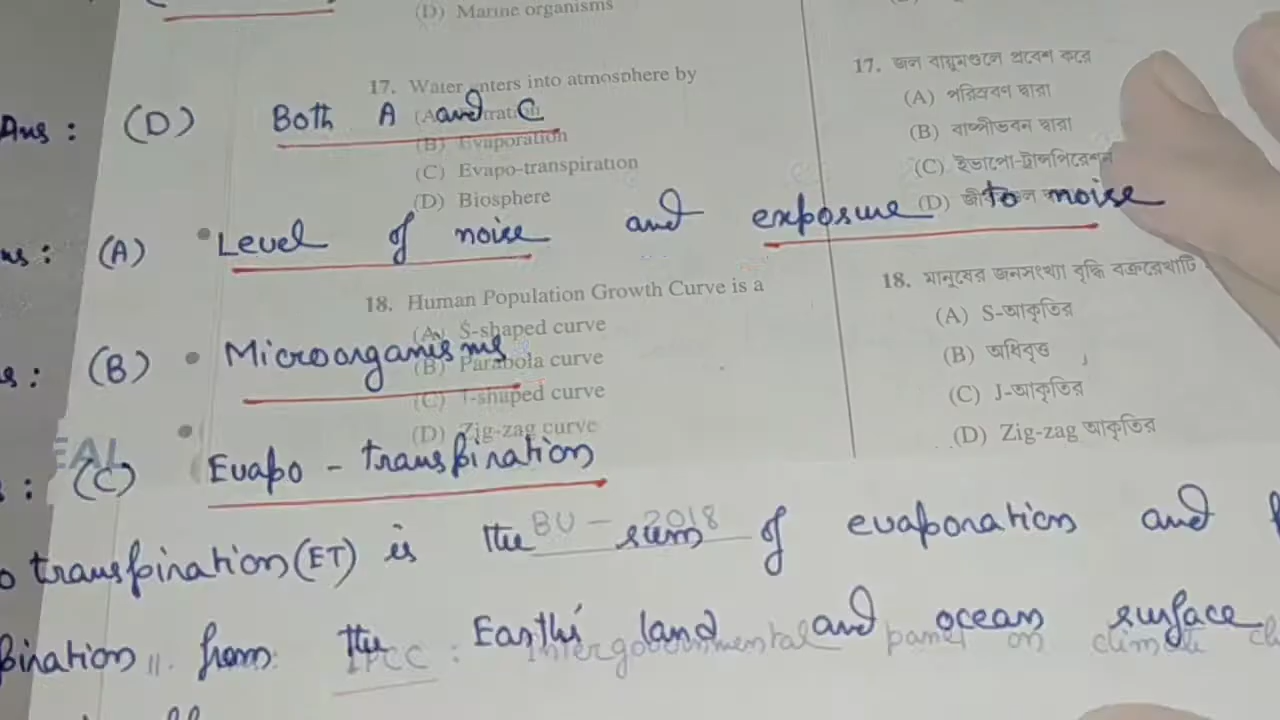 (D) Marine organisms
17. Water enters into atmosphere by
17. জল বায়ুমণ্ডলে প্রবেশ করে
Ans : (D) Both A and C
(A) পরিস্রবণ দ্বারা
(B) Evaporation
(B) বাষ্পীভবন দ্বারা
(C) Evapo-transpiration
(C) ইভাপো-ট্রান্সপিরেশন
(D) Biosphere
(D)
(A) Level of noise and exposure to noise
18. Human Population Growth Curve is a
18. মানুষের জনসংখ্যা বৃদ্ধি বক্ররেখাটি
(A) S-shaped curve
(A) S-আকৃতির
(B) Microorganisms
(B) Parabola curve
(B) অধিবৃত্ত
(C) J-shaped curve
(C) J-আকৃতির
(D) Zig-zag curve
(D) Zig-zag আকৃতির
(C) Evapo - transpiration
BU - 2018
transpiration (ET) is the sum of evaporation and
from the Earth's land and ocean surface
IPCC : Intergovernmental panel on climate